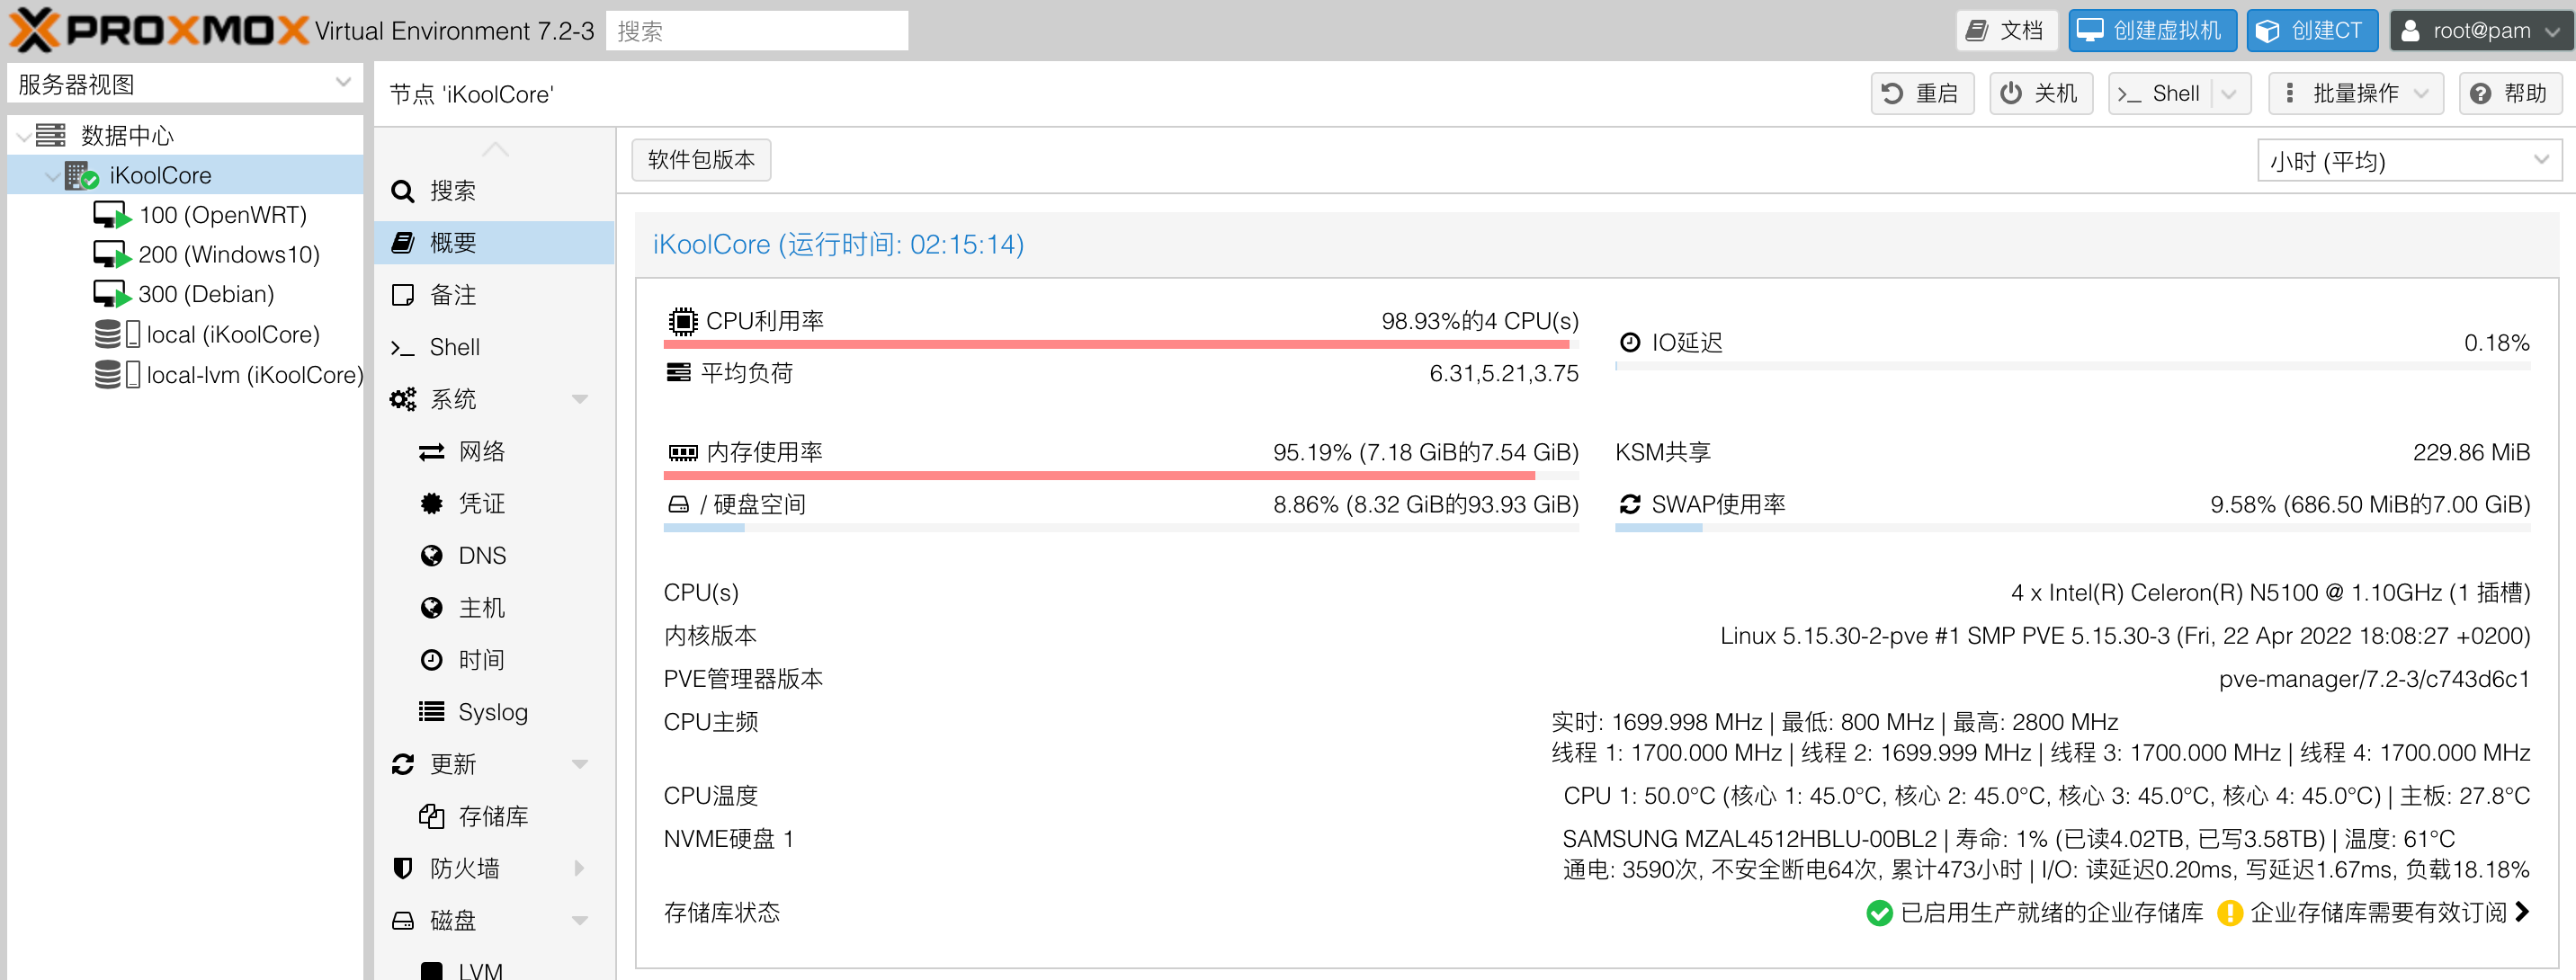 PROXMOX Virtual Environment 7.2-3 搜索 文档 创建虚拟机 创建CT root@pam
服务器视图
数据中心
iKoolCore
100 (OpenWRT)
200 (Windows10)
300 (Debian)
local (iKoolCore)
local-lvm (iKoolCore)
节点 'iKoolCore' 重启 关机 >_ Shell 批量操作 帮助
搜索
概要
备注
>_ Shell
系统
网络
凭证
DNS
主机
时间
Syslog
更新
存储库
防火墙
磁盘
LVM
软件包版本 小时 (平均)
iKoolCore (运行时间: 02:15:14)
CPU利用率 98.93%的4 CPU(s)
IO延迟 0.18%
平均负荷 6.31,5.21,3.75
内存使用率 95.19% (7.18 GiB的7.54 GiB)
KSM共享 229.86 MiB
/ 硬盘空间 8.86% (8.32 GiB的93.93 GiB)
SWAP使用率 9.58% (686.50 MiB的7.00 GiB)
CPU(s) 4 x Intel(R) Celeron(R) N5100 @ 1.10GHz (1 插槽)
内核版本 Linux 5.15.30-2-pve #1 SMP PVE 5.15.30-3 (Fri, 22 Apr 2022 18:08:27 +0200)
PVE管理器版本 pve-manager/7.2-3/c743d6c1
CPU主频 实时: 1699.998 MHz | 最低: 800 MHz | 最高: 2800 MHz
线程 1: 1700.000 MHz | 线程 2: 1699.999 MHz | 线程 3: 1700.000 MHz | 线程 4: 1700.000 MHz
CPU温度 CPU 1: 50.0°C (核心 1: 45.0°C, 核心 2: 45.0°C, 核心 3: 45.0°C, 核心 4: 45.0°C) | 主板: 27.8°C
NVME硬盘 1 SAMSUNG MZAL4512HBLU-00BL2 | 寿命: 1% (已读4.02TB, 已写3.58TB) | 温度: 61°C
通电: 3590次, 不安全断电64次, 累计473小时 | I/O: 读延迟0.20ms, 写延迟1.67ms, 负载18.18%
存储库状态 已启用生产就绪的企业存储库 企业存储库需要有效订阅